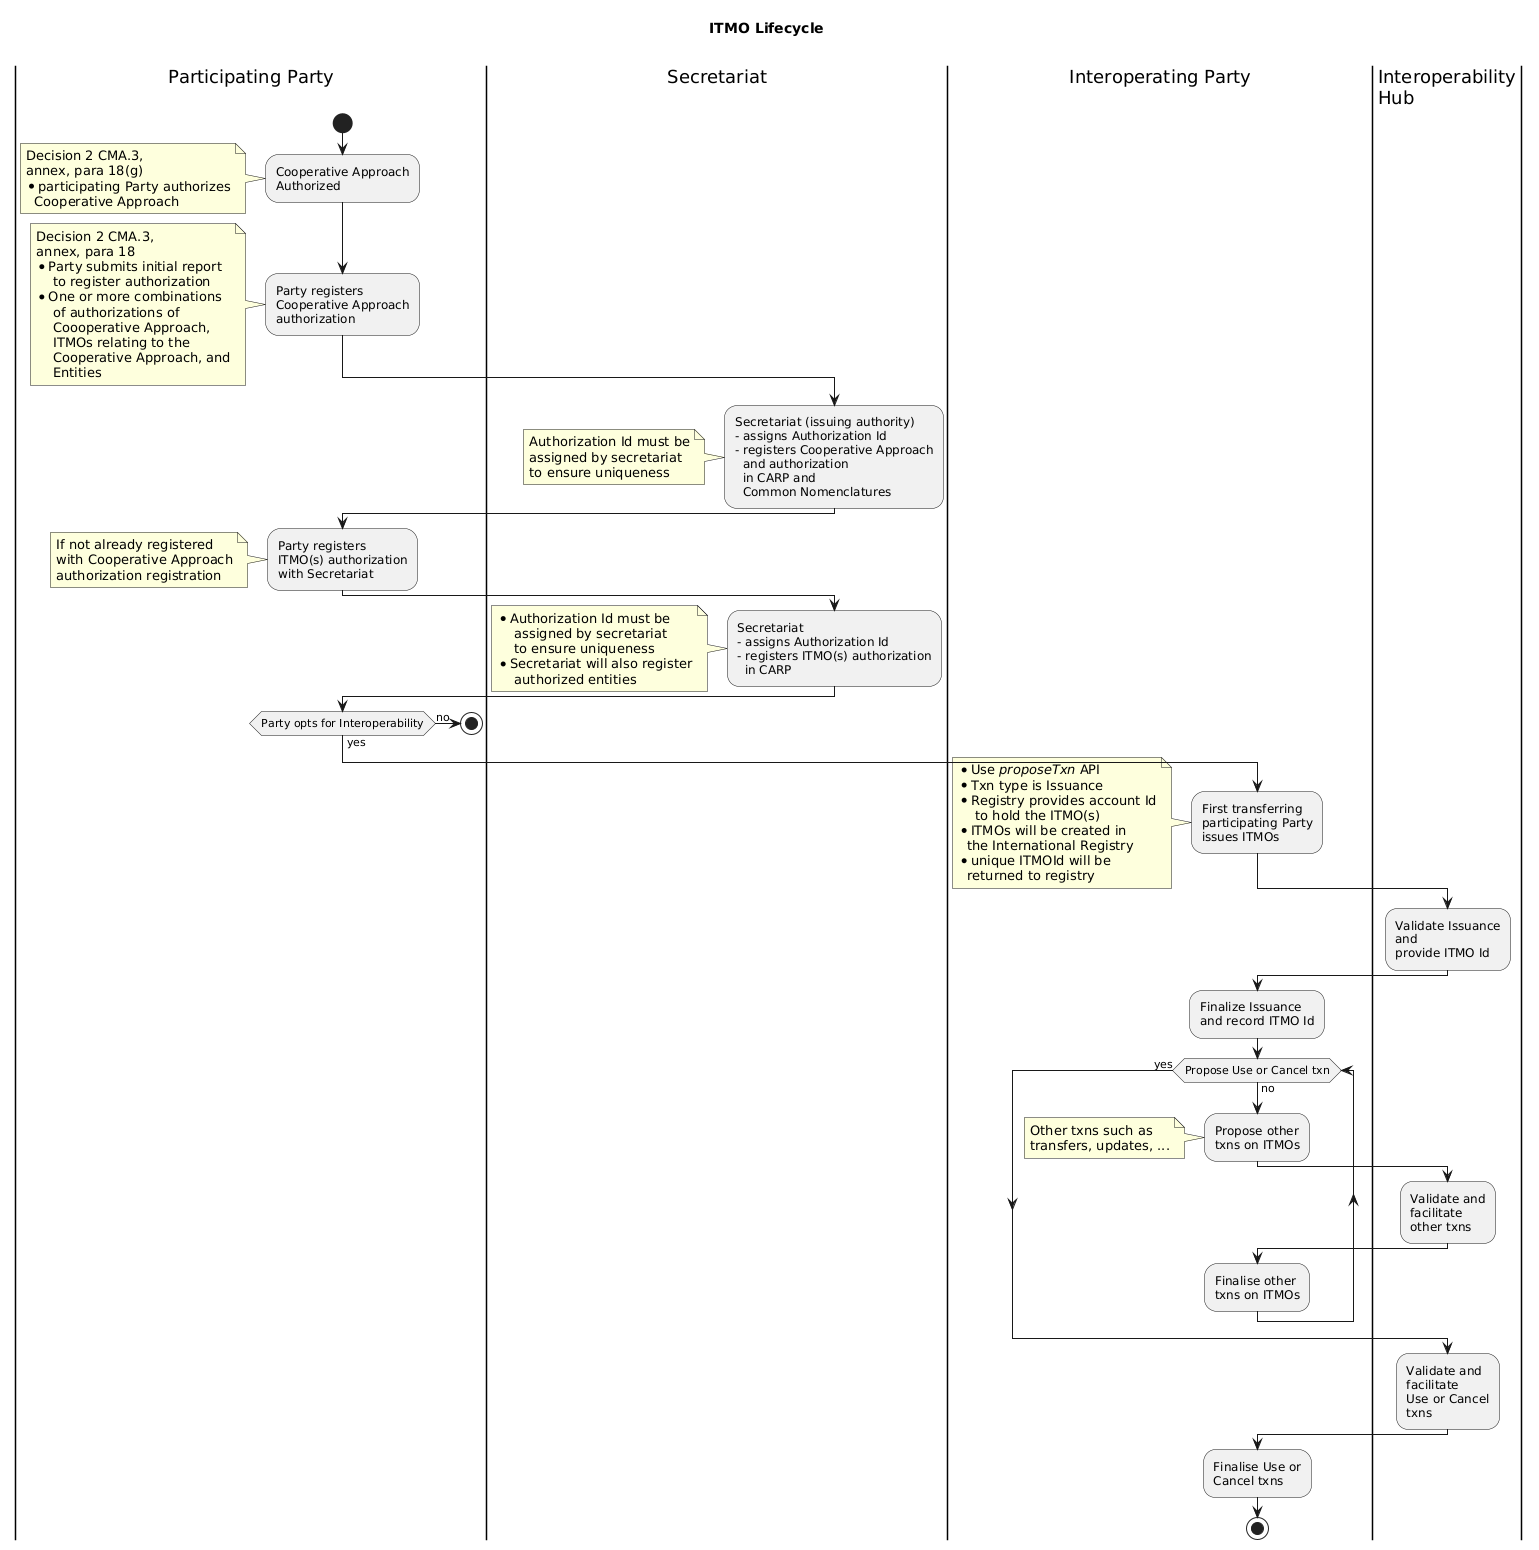 ITMO Lifecycle
Participating Party
Secretariat
Interoperating Party
Interoperability
Hub
Decision 2 CMA.3,
annex, para 18(g)
• participating Party authorizes
Cooperative Approach
Cooperative Approach
Authorized
Decision 2 CMA.3,
annex, para 18
• Party submits initial report
to register authorization
• One or more combinations
of authorizations of
Coooperative Approach,
ITMOs relating to the
Cooperative Approach, and
Entities
Party registers
Cooperative Approach
authorization
Authorization Id must be
assigned by secretariat
to ensure uniqueness
Secretariat (issuing authority)
- assigns Authorization Id
- registers Cooperative Approach
and authorization
in CARP and
Common Nomenclatures
If not already registered
with Cooperative Approach
authorization registration
Party registers
ITMO(s) authorization
with Secretariat
• Authorization Id must be
assigned by secretariat
to ensure uniqueness
• Secretariat will also register
authorized entities
Secretariat
- assigns Authorization Id
- registers ITMO(s) authorization
in CARP
Party opts for Interoperability
no
yes
• Use proposeTxn API
• Txn type is Issuance
• Registry provides account Id
to hold the ITMO(s)
• ITMOs will be created in
the International Registry
• unique ITMOId will be
returned to registry
First transferring
participating Party
issues ITMOs
Validate Issuance
and
provide ITMO Id
Finalize Issuance
and record ITMO Id
yes
Propose Use or Cancel txn
no
Other txns such as
transfers, updates, ...
Propose other
txns on ITMOs
Validate and
facilitate
other txns
Finalise other
txns on ITMOs
Validate and
facilitate
Use or Cancel
txns
Finalise Use or
Cancel txns